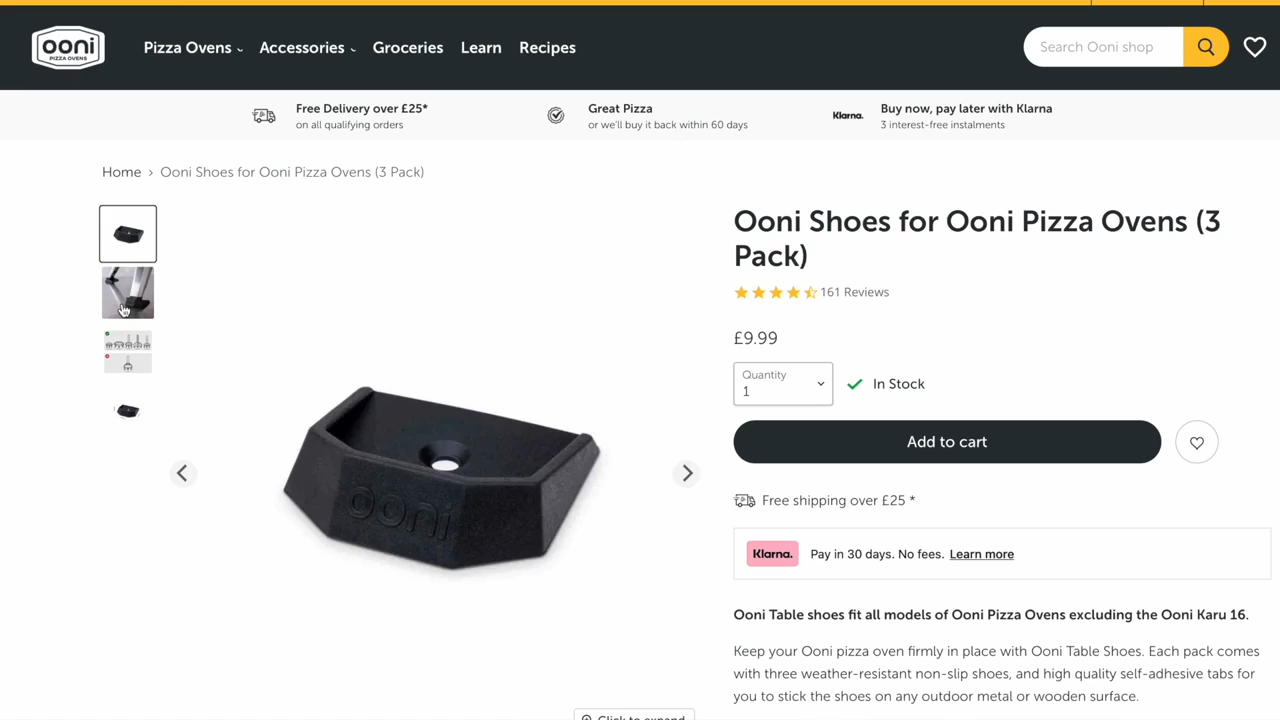 ooni
PIZZA OVENS
Pizza Ovens
Accessories
Groceries
Learn
Recipes
Search Ooni shop
Free Delivery over £25*
on all qualifying orders
Great Pizza
or we'll buy it back within 60 days
Klarna.
Buy now, pay later with Klarna
3 interest-free instalments
Home › Ooni Shoes for Ooni Pizza Ovens (3 Pack)
Ooni Shoes for Ooni Pizza Ovens (3
Pack)
161 Reviews
£9.99
Quantity
1
In Stock
Add to cart
ooni
Free shipping over £25 *
Klarna.
Pay in 30 days. No fees. Learn more
Ooni Table shoes fit all models of Ooni Pizza Ovens excluding the Ooni Karu 16.
Keep your Ooni pizza oven firmly in place with Ooni Table Shoes. Each pack comes
with three weather-resistant non-slip shoes, and high quality self-adhesive tabs for
you to stick the shoes on any outdoor metal or wooden surface.
Click to expand